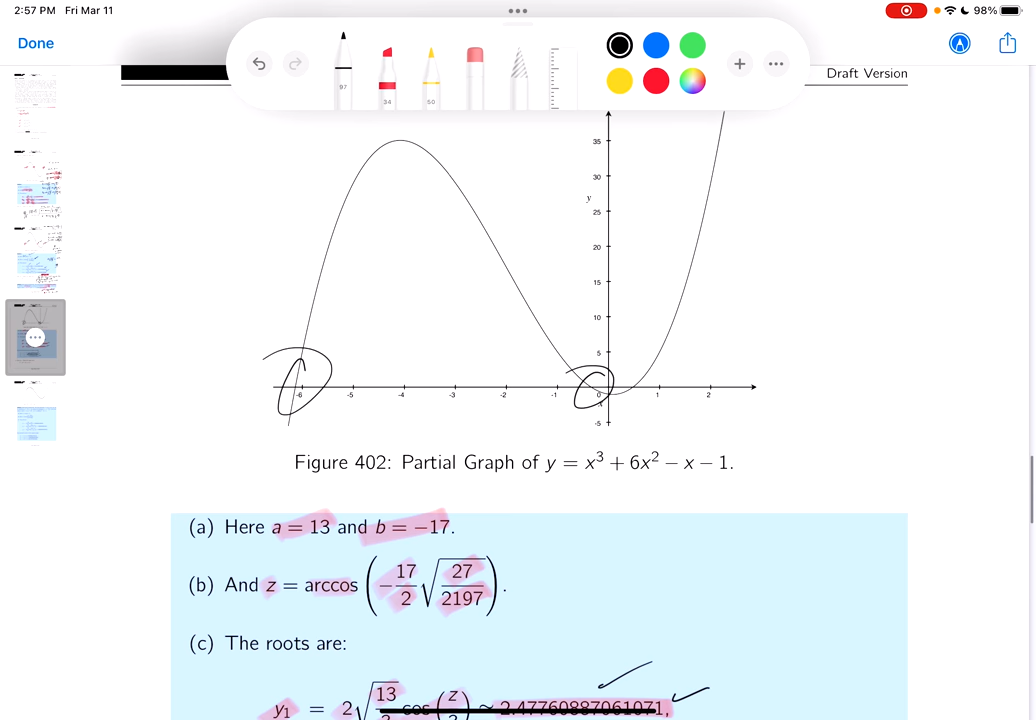 2:57 PM Fri Mar 11
98%
Done
97
34
50
Draft Version
35
30
y
25
20
15
10
5
-6 -5 -4 -3 -2 -1 0 1 2
x
-5
Figure 402: Partial Graph of y = x³ + 6x² − x − 1.
(a) Here a = 13 and b = −17.
(b) And z = arccos (−17/2 √(27/2197)).
(c) The roots are:
y₁ = 2√(13/3) cos(z/3) ≈ 2.47760887061071,